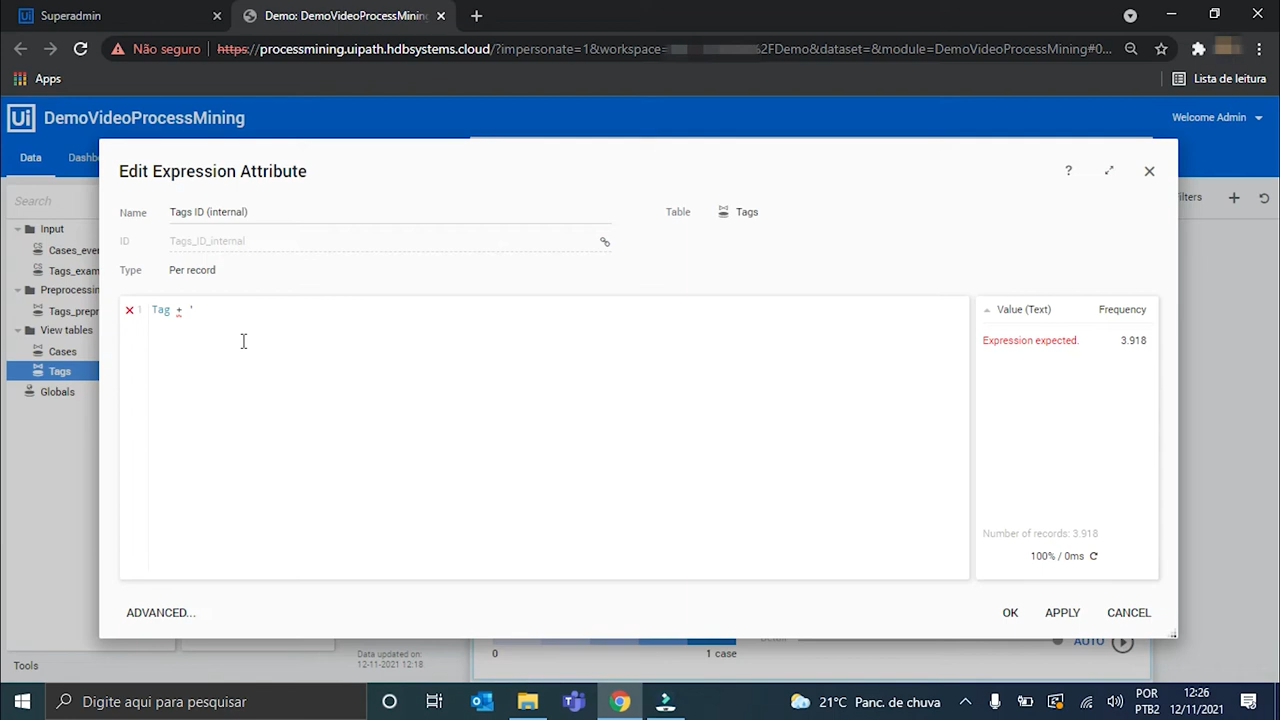 Superadmin
Demo: DemoVideoProcessMining
Não seguro
https://processmining.uipath.hdbsystems.cloud/?impersonate=1&workspace= %2FDemo&dataset=&module=DemoVideoProcessMining#0...
Apps
Lista de leitura
Ui DemoVideoProcessMining
Welcome Admin
Data
Dashb
Edit Expression Attribute
?
Search
Name
Tags ID (internal)
Table
Tags
ilters
Input
ID
Tags_ID_internal
Cases_eve
Type
Per record
Tags_exam
Preprocessing
Tags_prepr
1 Tag + '
Value (Text)
Frequency
View tables
Expression expected.
3.918
Cases
Tags
Globals
Number of records: 3.918
100% / 0ms
ADVANCED...
OK
APPLY
CANCEL
AUTO
0
1 case
Data updated on:
12-11-2021 12:18
Tools
Digite aqui para pesquisar
21°C Panc. de chuva
POR
PTB2
12:26
12/11/2021